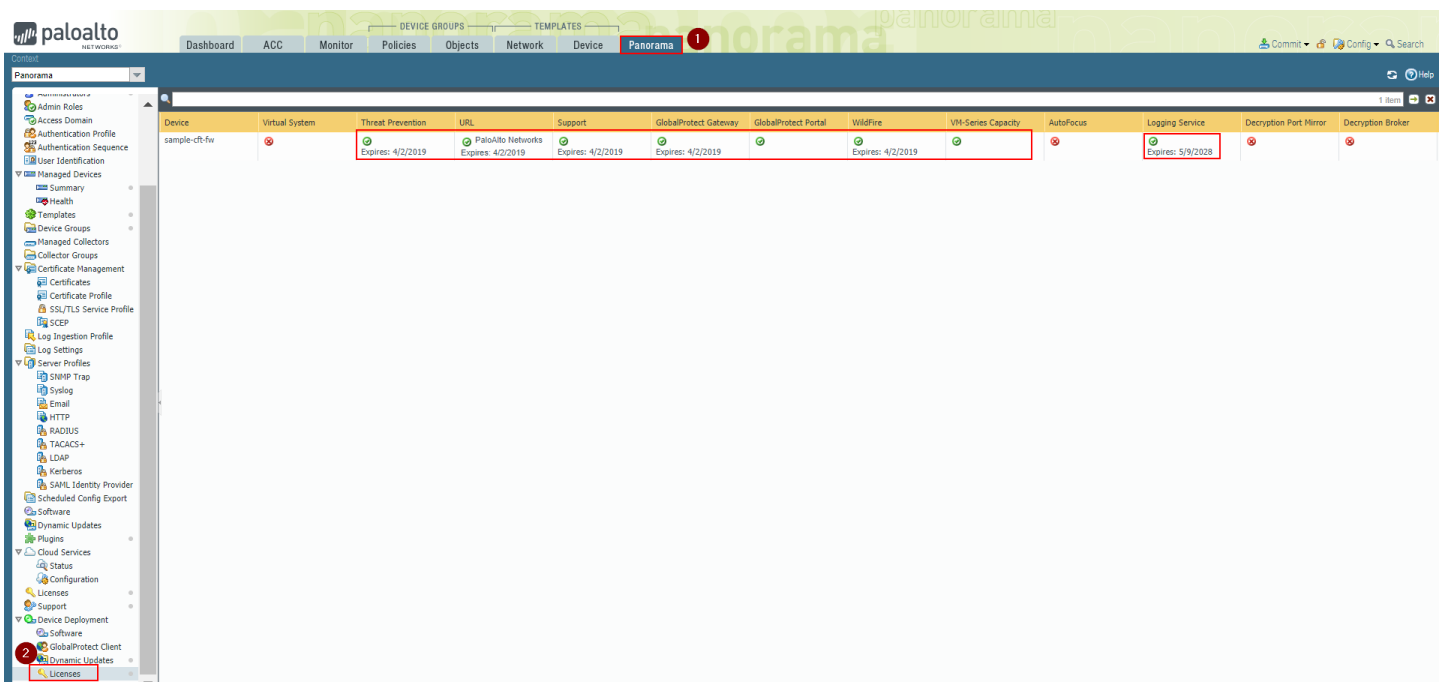 paloalto
NETWORKS®
panorama
DEVICE GROUPS
TEMPLATES
Dashboard ACC Monitor Policies Objects Network Device Panorama 1
Commit Config Search
Context
Panorama
Help
1 item
Administrators
Admin Roles
Access Domain
Authentication Profile
Authentication Sequence
User Identification
Managed Devices
Summary
Health
Templates
Device Groups
Managed Collectors
Collector Groups
Certificate Management
Certificates
Certificate Profile
SSL/TLS Service Profile
SCEP
Log Ingestion Profile
Log Settings
Server Profiles
SNMP Trap
Syslog
Email
HTTP
RADIUS
TACACS+
LDAP
Kerberos
SAML Identity Provider
Scheduled Config Export
Software
Dynamic Updates
Plugins
Cloud Services
Status
Configuration
Licenses
Support
Device Deployment
Software
GlobalProtect Client
2
Dynamic Updates
Licenses
Device Virtual System Threat Prevention URL Support GlobalProtect Gateway GlobalProtect Portal WildFire VM-Series Capacity AutoFocus Logging Service Decryption Port Mirror Decryption Broker
sample-cft-fw PaloAlto Networks
Expires: 4/2/2019 Expires: 4/2/2019 Expires: 4/2/2019 Expires: 4/2/2019 Expires: 4/2/2019 Expires: 5/9/2028